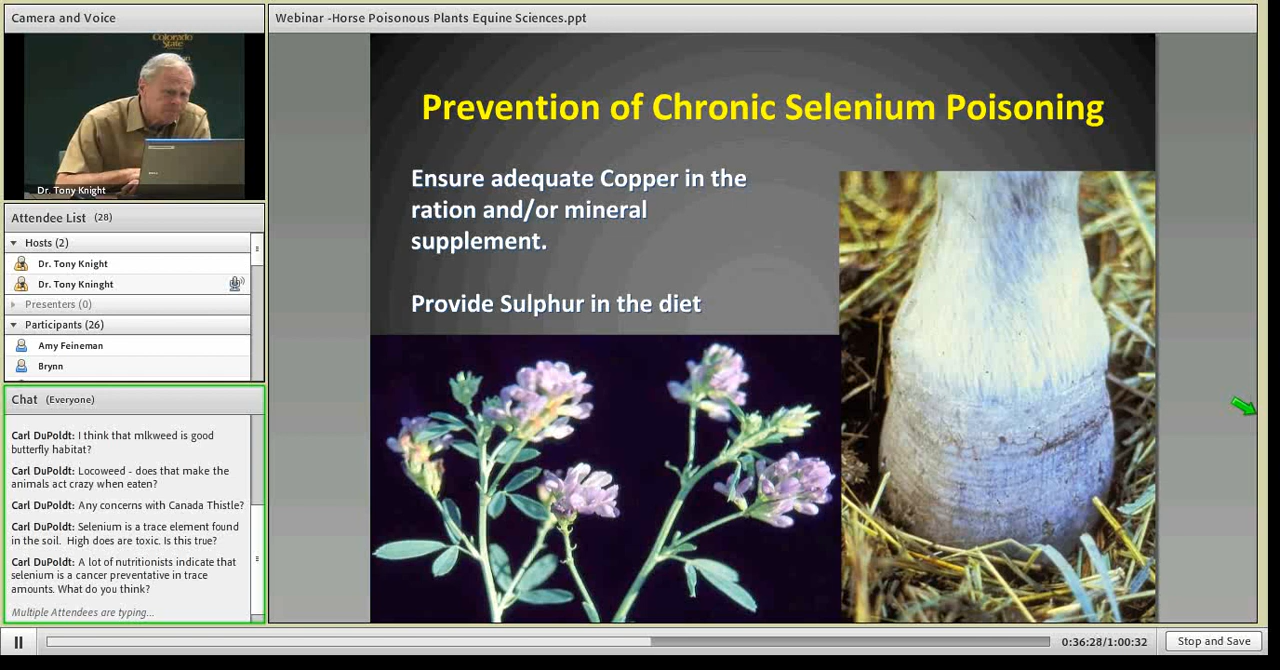 Camera and Voice
Colorado
State
Dr. Tony Knight
Attendee List (28)
Hosts (2)
Dr. Tony Knight
Dr. Tony Kninght
Presenters (0)
Participants (26)
Amy Feineman
Brynn
Chat (Everyone)
Carl DuPoldt: I think that mlkweed is good
butterfly habitat?
Carl DuPoldt: Locoweed - does that make the
animals act crazy when eaten?
Carl DuPoldt: Any concerns with Canada Thistle?
Carl DuPoldt: Selenium is a trace element found
in the soil. High does are toxic. Is this true?
Carl DuPoldt: A lot of nutritionists indicate that
selenium is a cancer preventative in trace
amounts. What do you think?
Multiple Attendees are typing...
Webinar -Horse Poisonous Plants Equine Sciences.ppt
Prevention of Chronic Selenium Poisoning
Ensure adequate Copper in the
ration and/or mineral
supplement.
Provide Sulphur in the diet
0:36:28/1:00:32
Stop and Save